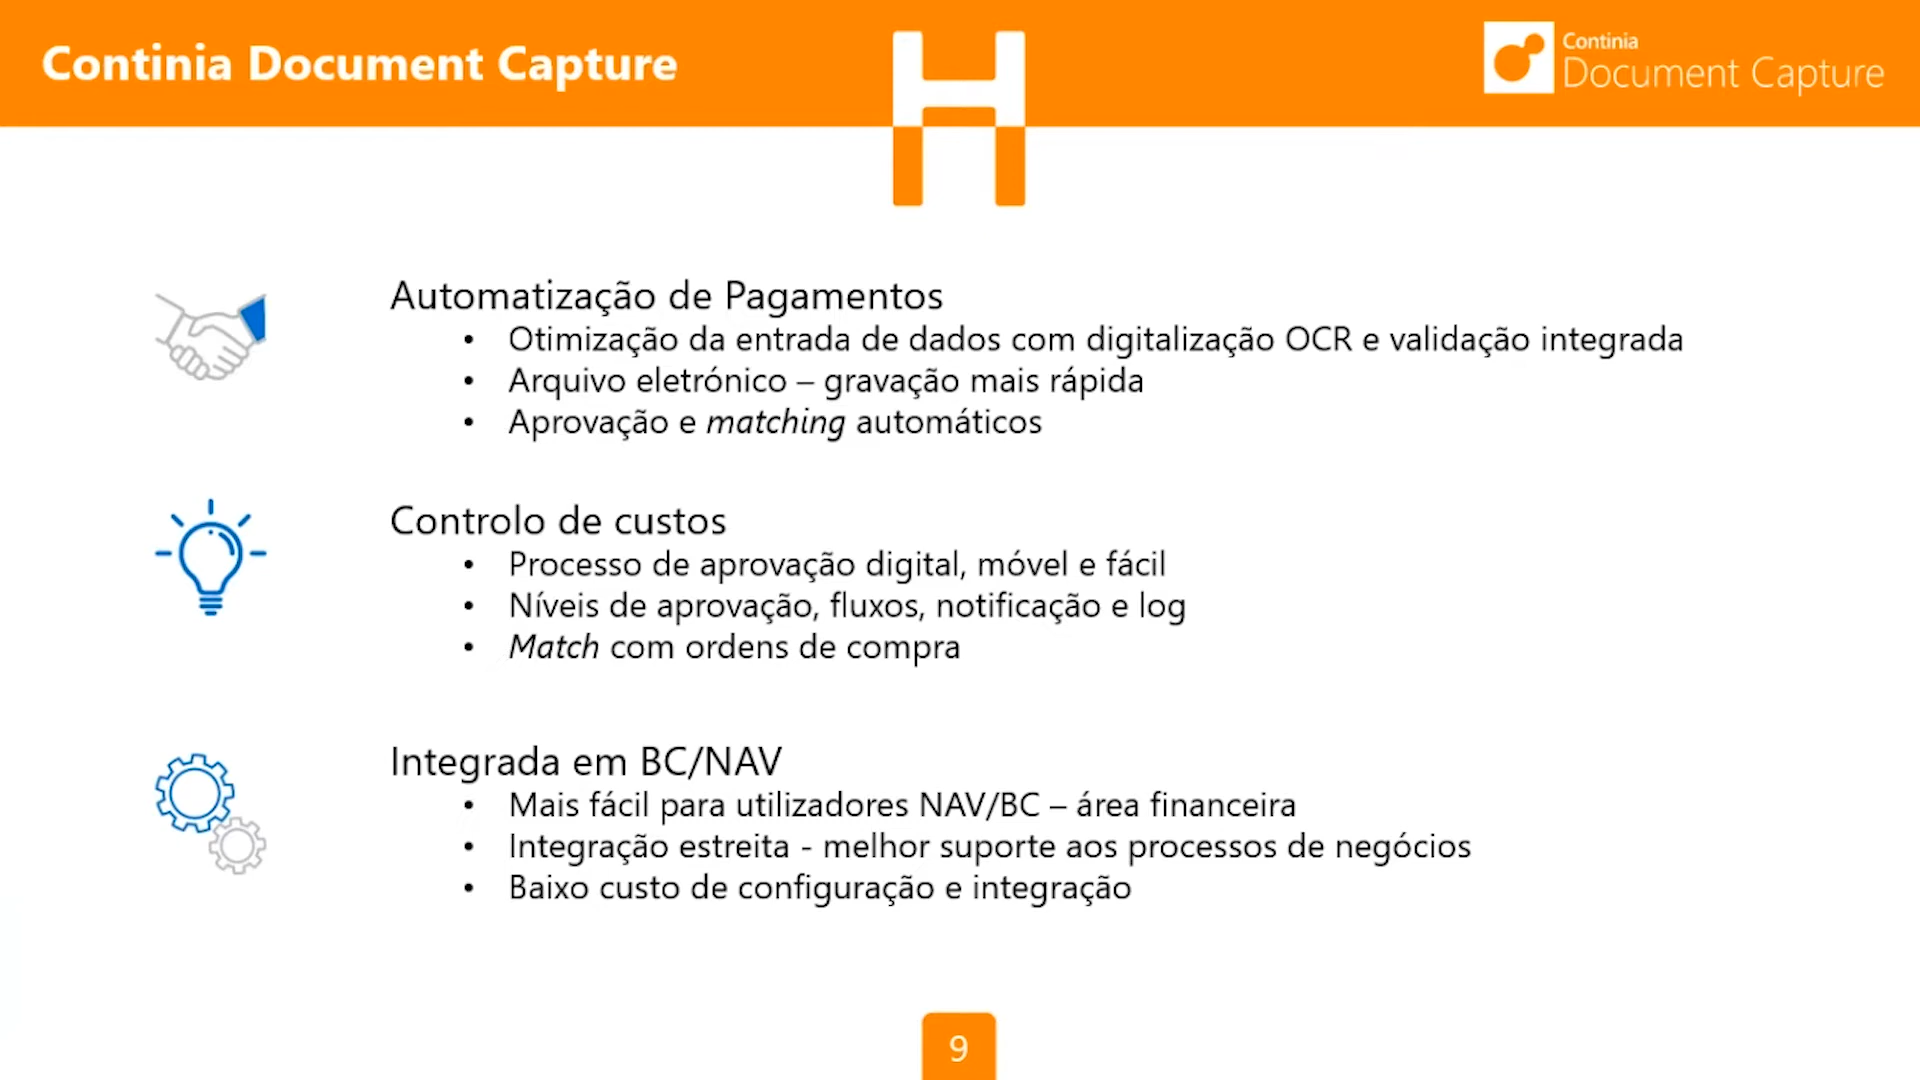 Continia Document Capture
H
Continia
Document Capture
Automatização de Pagamentos
• Otimização da entrada de dados com digitalização OCR e validação integrada
• Arquivo eletrónico – gravação mais rápida
• Aprovação e matching automáticos
Controlo de custos
• Processo de aprovação digital, móvel e fácil
• Níveis de aprovação, fluxos, notificação e log
• Match com ordens de compra
Integrada em BC/NAV
• Mais fácil para utilizadores NAV/BC – área financeira
• Integração estreita - melhor suporte aos processos de negócios
• Baixo custo de configuração e integração
9